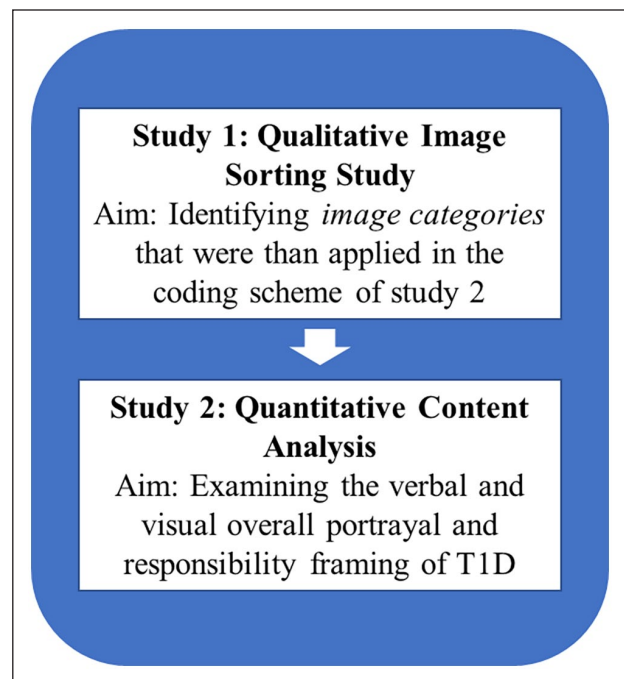 Study 1: Qualitative Image
Sorting Study
Aim: Identifying image categories
that were than applied in the
coding scheme of study 2
Study 2: Quantitative Content
Analysis
Aim: Examining the verbal and
visual overall portrayal and
responsibility framing of T1D